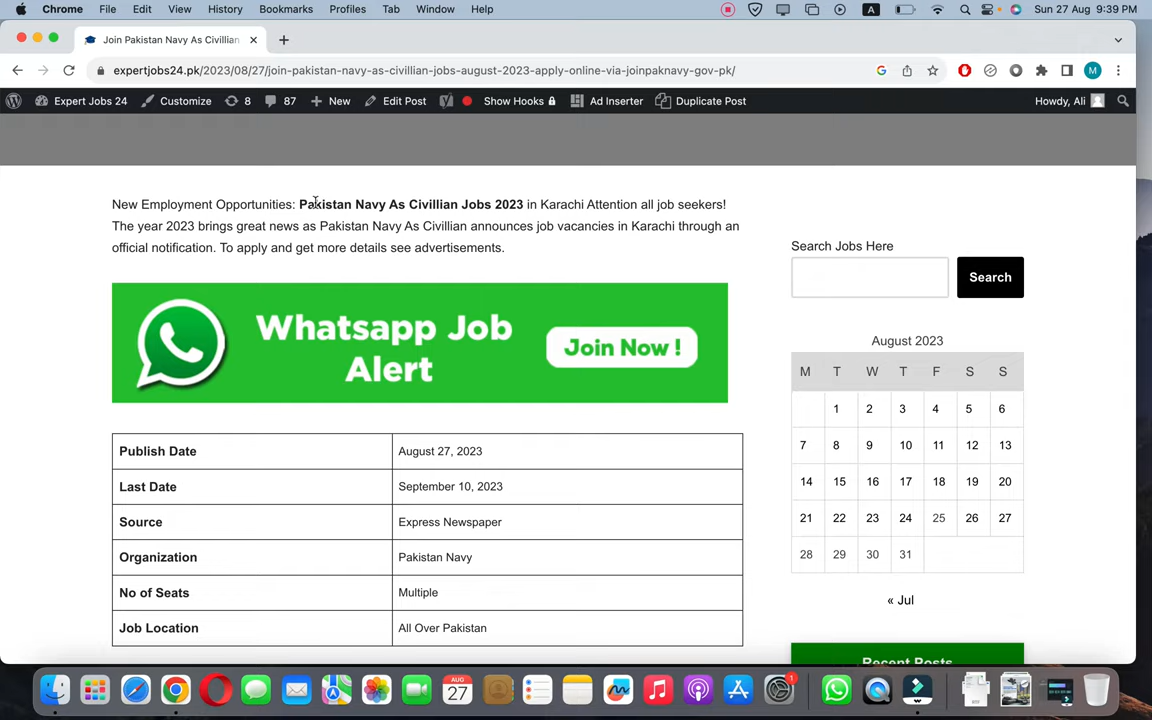 Chrome File Edit View History Bookmarks Profiles Tab Window Help A Sun 27 Aug 9:39 PM
Join Pakistan Navy As Civillian
expertjobs24.pk/2023/08/27/join-pakistan-navy-as-civillian-jobs-august-2023-apply-online-via-joinpaknavy-gov-pk/ M
Expert Jobs 24 Customize 8 87 New Edit Post Show Hooks Ad Inserter Duplicate Post Howdy, Ali
New Employment Opportunities: Pakistan Navy As Civillian Jobs 2023 in Karachi Attention all job seekers!
The year 2023 brings great news as Pakistan Navy As Civillian announces job vacancies in Karachi through an
official notification. To apply and get more details see advertisements.
Whatsapp Job
Alert
Join Now !
Publish Date August 27, 2023
Last Date September 10, 2023
Source Express Newspaper
Organization Pakistan Navy
No of Seats Multiple
Job Location All Over Pakistan
Search Jobs Here
Search
August 2023
M T W T F S S
1 2 3 4 5 6
7 8 9 10 11 12 13
14 15 16 17 18 19 20
21 22 23 24 25 26 27
28 29 30 31
« Jul
Recent Posts
AUG
27
1